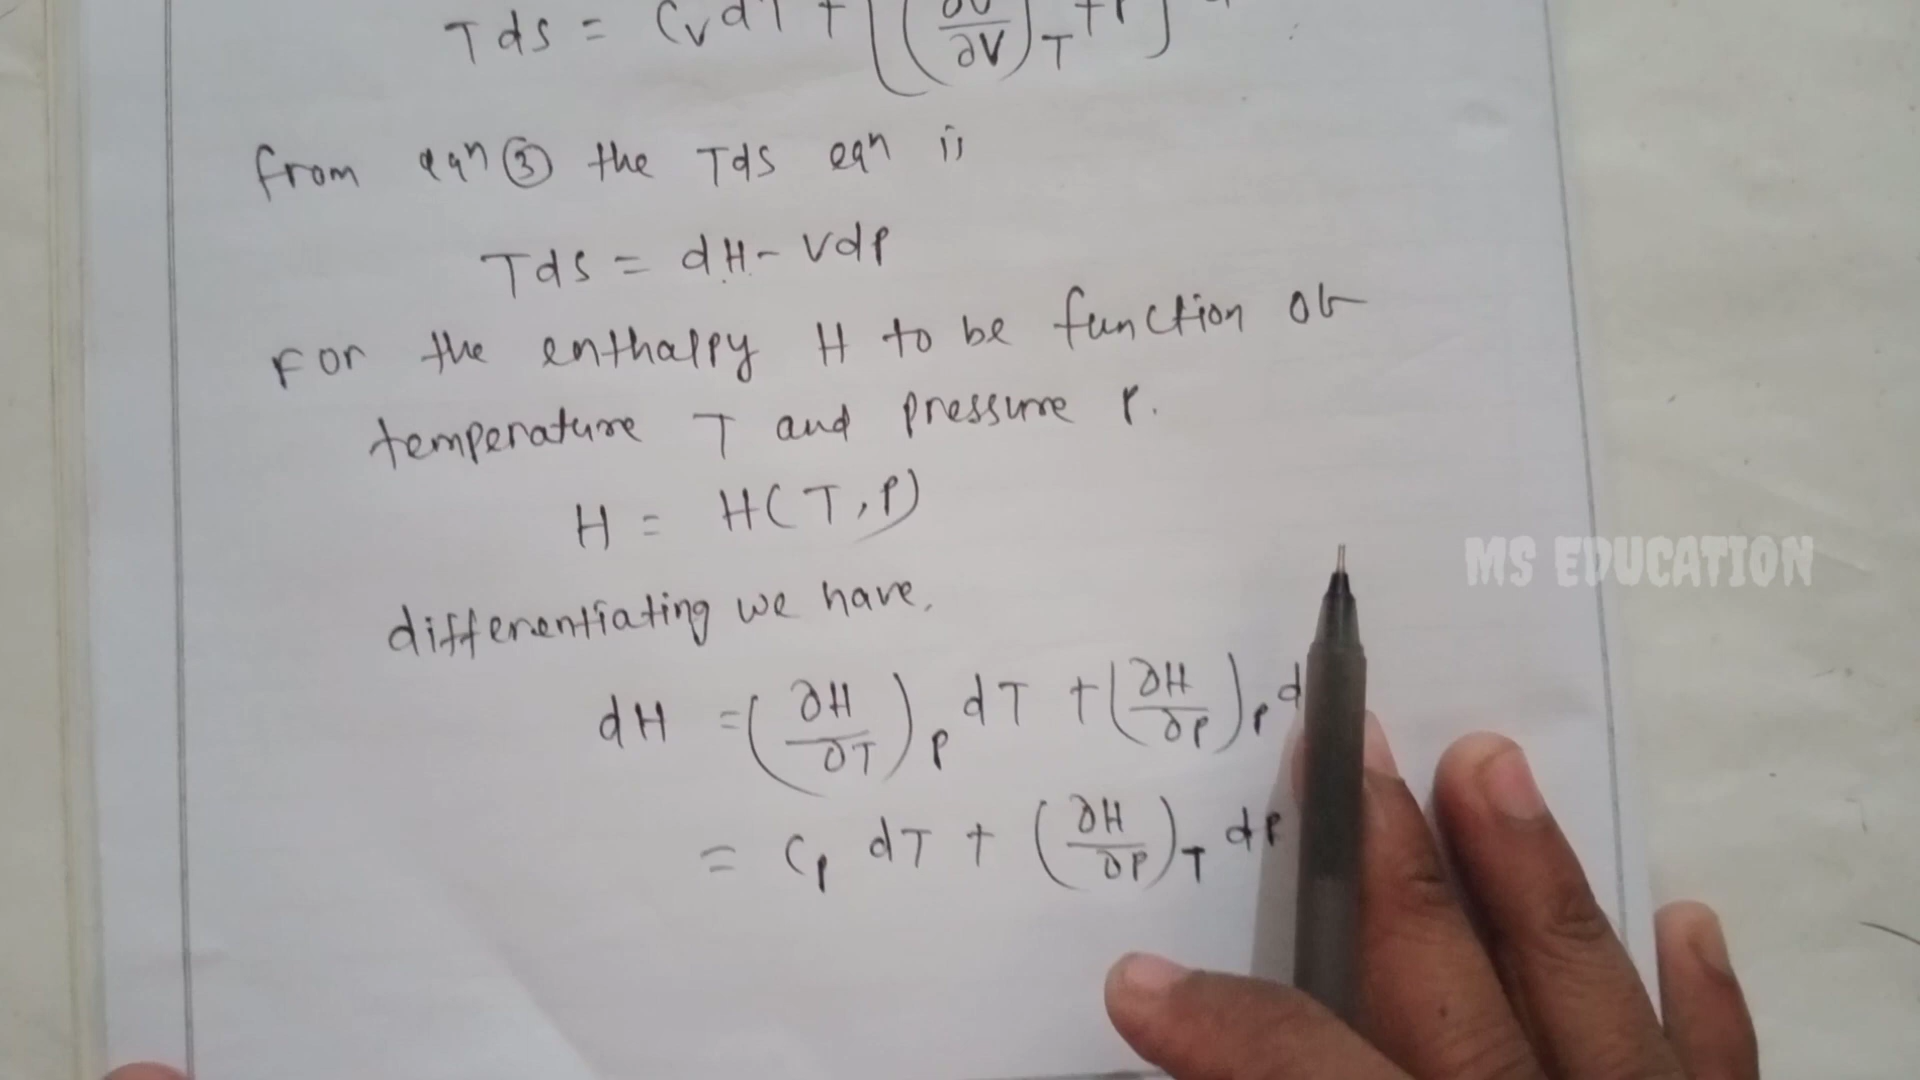 Tds = CvdT + [(∂U/∂V)T + P]
from eqn ③ the Tds eqn is
Tds = dH - Vdp
For the enthalpy H to be function of
temperature T and pressure P.
H = H(T,P)
differentiating we have,
dH = (∂H/∂T)P dT + (∂H/∂P)P d
= CP dT + (∂H/∂P)T dP
MS EDUCATION